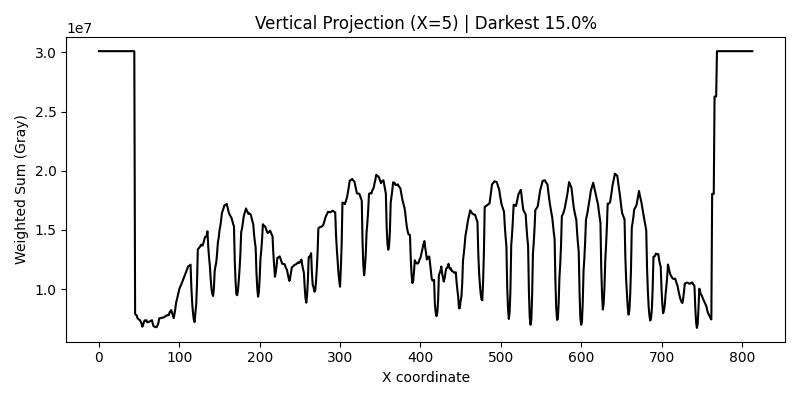 Vertical Projection (X=5) | Darkest 15.0%
1e7
3.0
2.5
2.0
1.5
1.0
Weighted Sum (Gray)
0 100 200 300 400 500 600 700 800
X coordinate